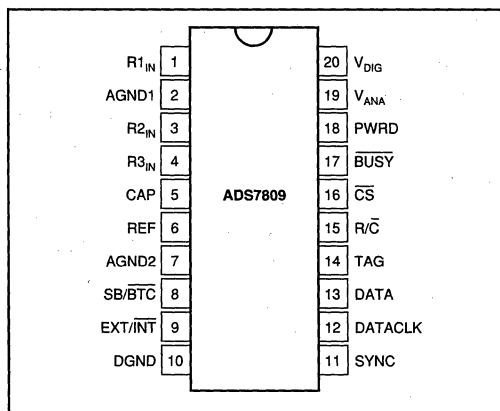 R1IN 1 20 VDIG
AGND1 2 19 VANA
R2IN 3 18 PWRD
R3IN 4 17 BUSY
CAP 5 ADS7809 16 CS
REF 6 15 R/C
AGND2 7 14 TAG
SB/BTC 8 13 DATA
EXT/INT 9 12 DATACLK
DGND 10 11 SYNC